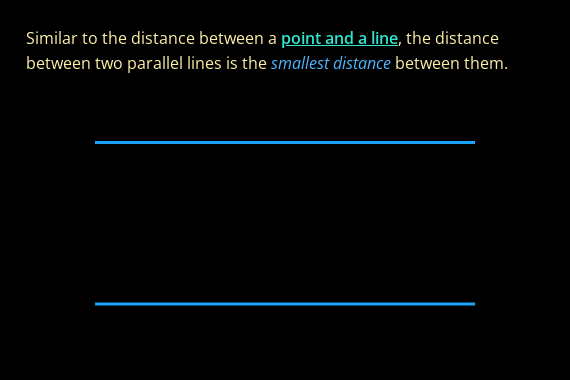 Similar to the distance between a point and a line, the distance
between two parallel lines is the smallest distance between them.